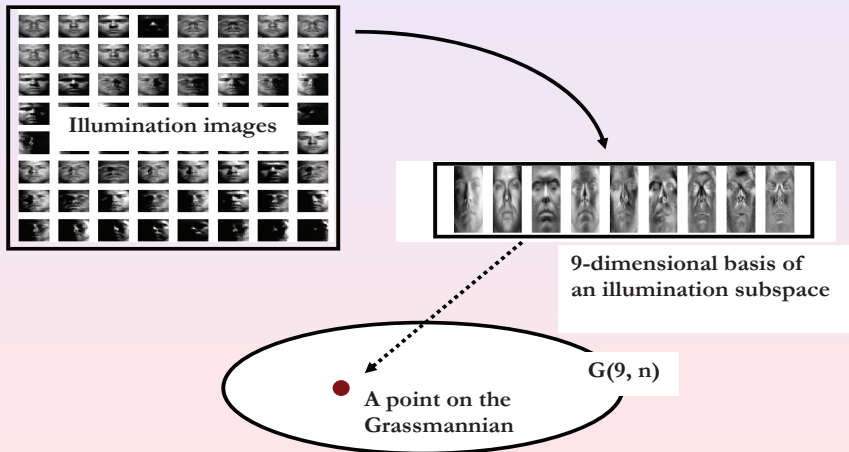 Illumination images
9-dimensional basis of
an illumination subspace
G(9, n)
A point on the
Grassmannian